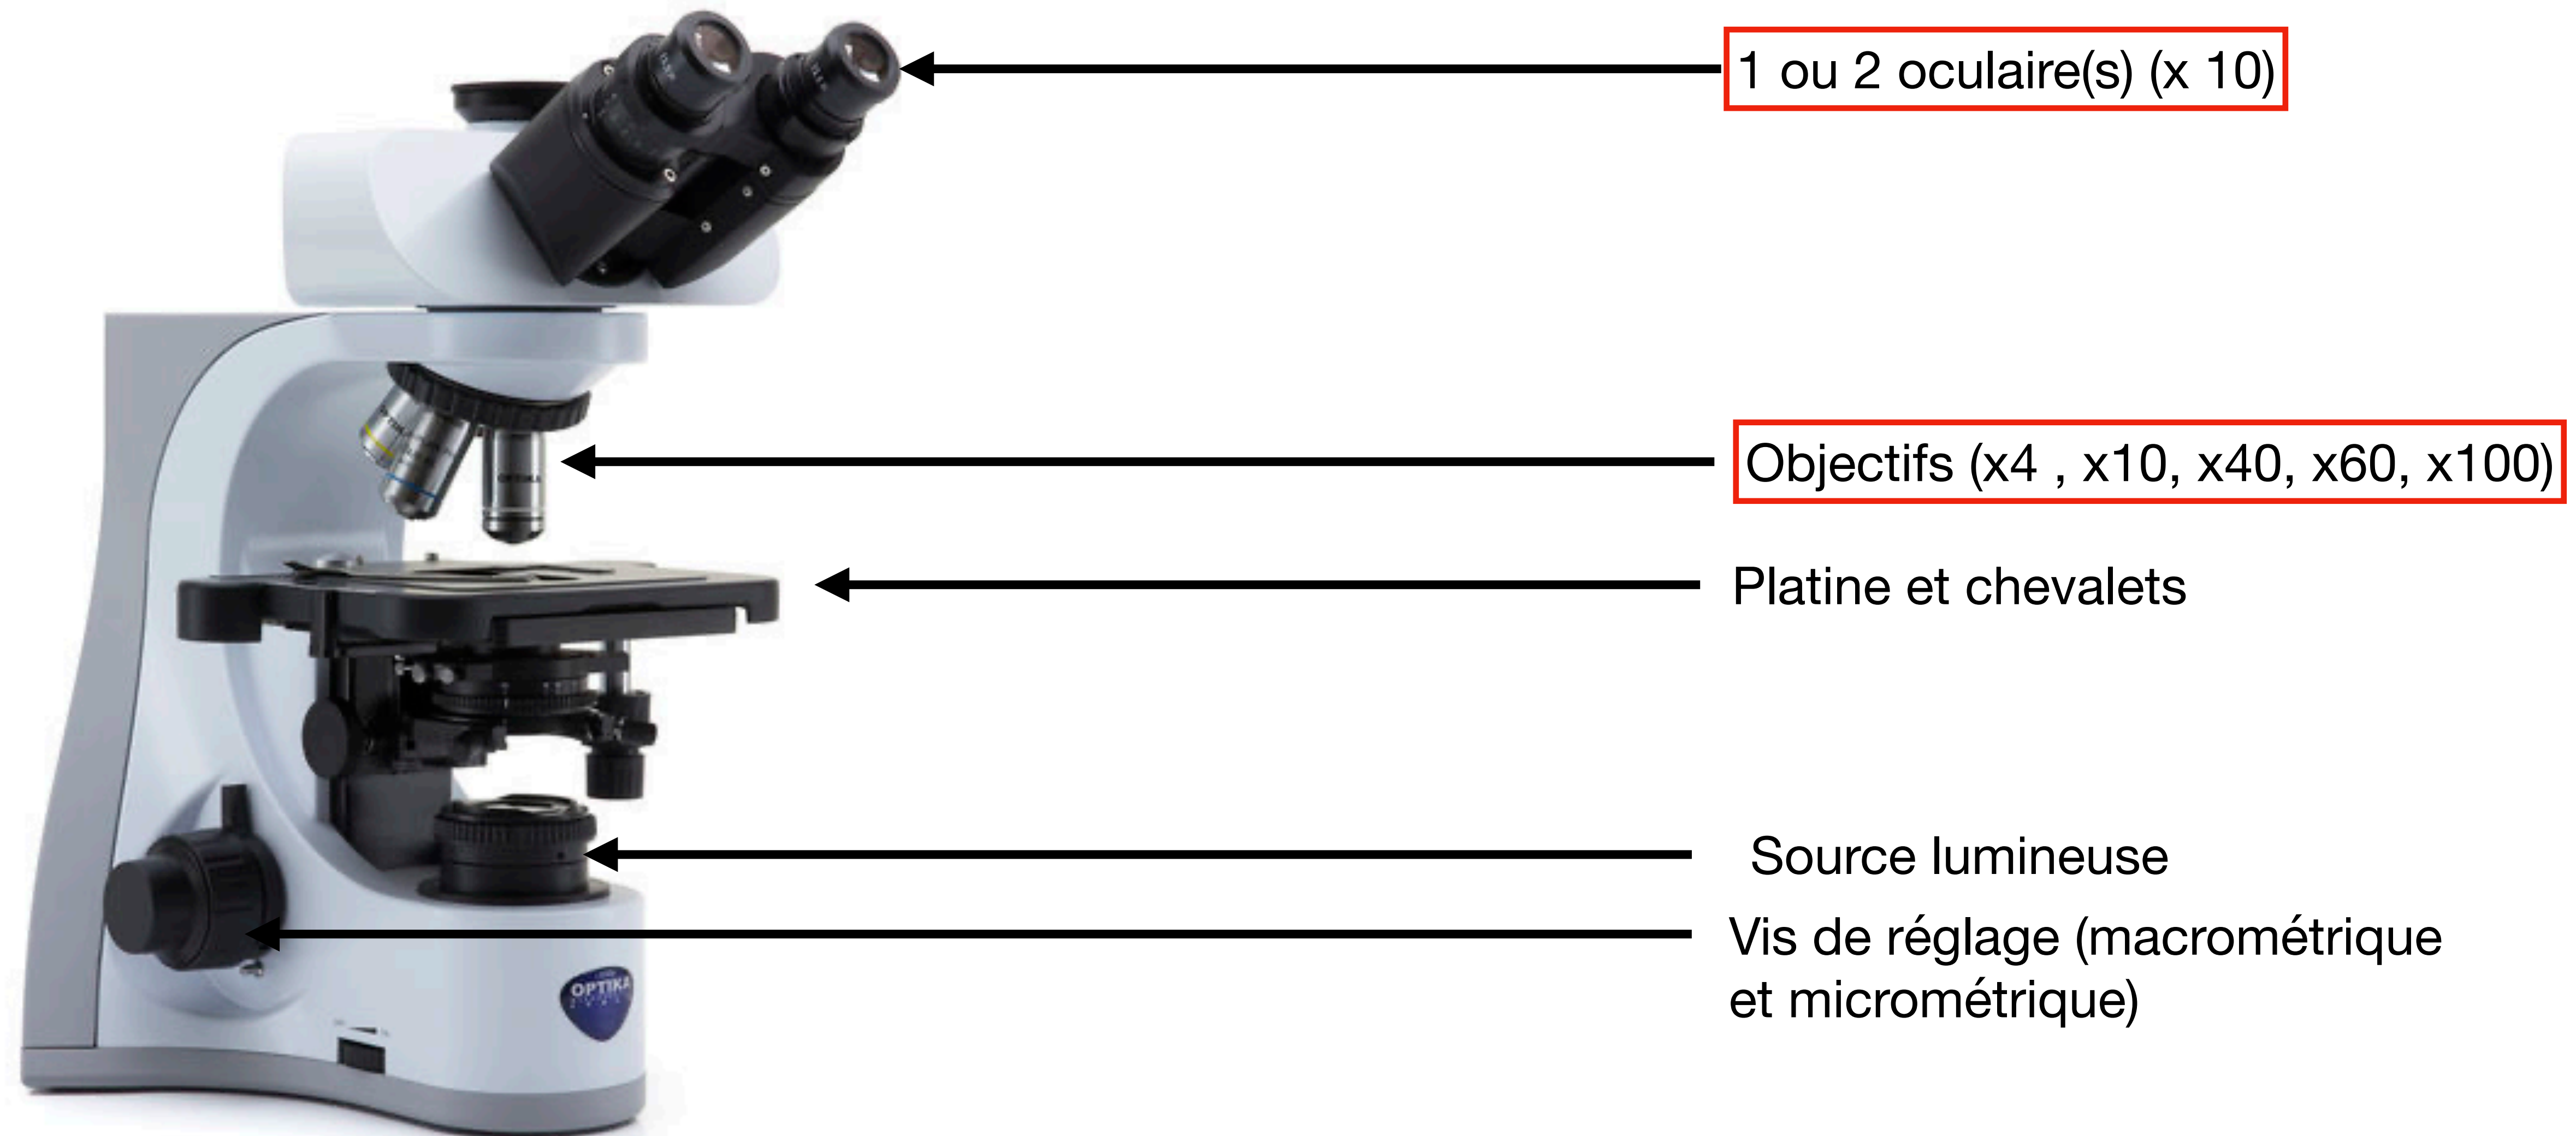 1 ou 2 oculaire(s) (x 10)
Objectifs (x4 , x10, x40, x60, x100)
OPTIKA
Platine et chevalets
Source lumineuse
Vis de réglage (macrométrique
et micrométrique)
OPTIKA